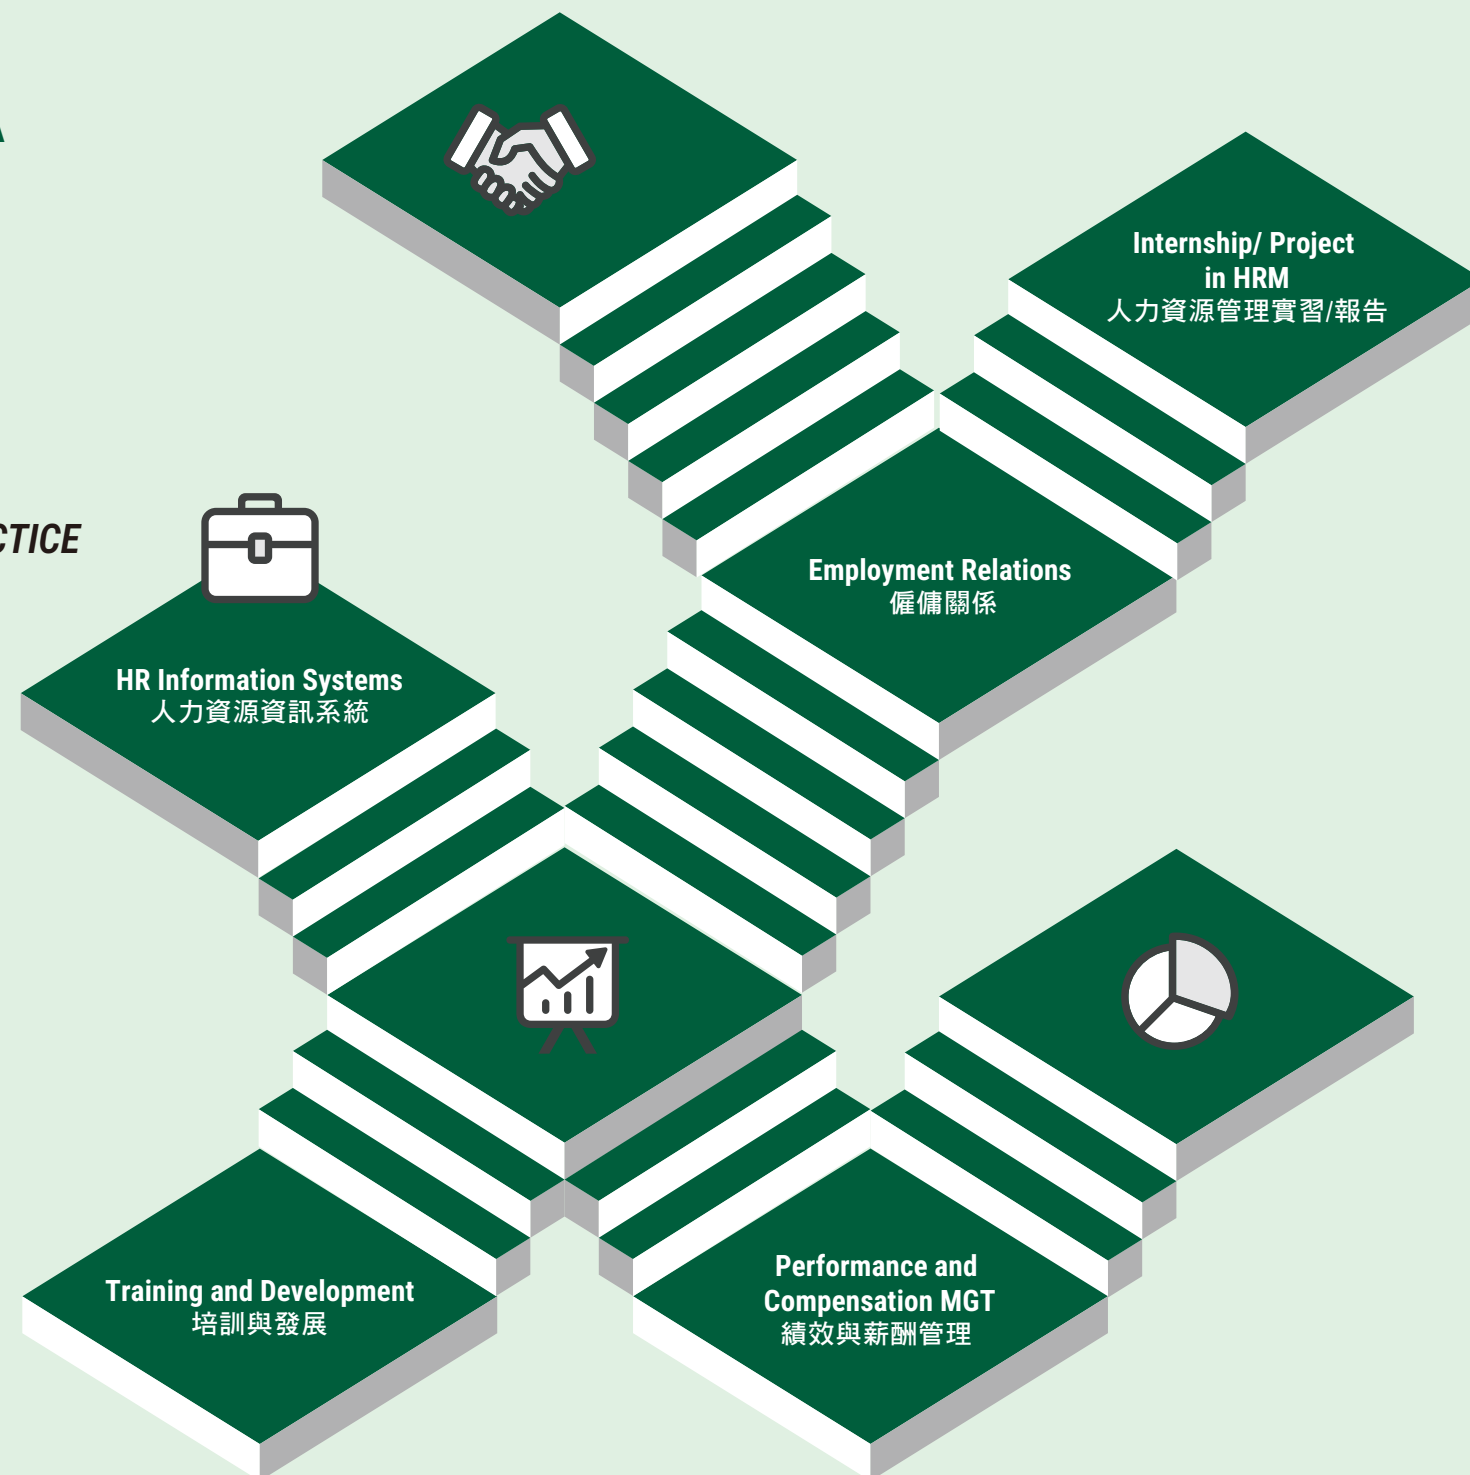 Internship/ Project
in HRM
人力資源管理實習/報告
Employment Relations
僱傭關係
HR Information Systems
人力資源資訊系統
Training and Development
培訓與發展
Performance and
Compensation MGT
績效與薪酬管理